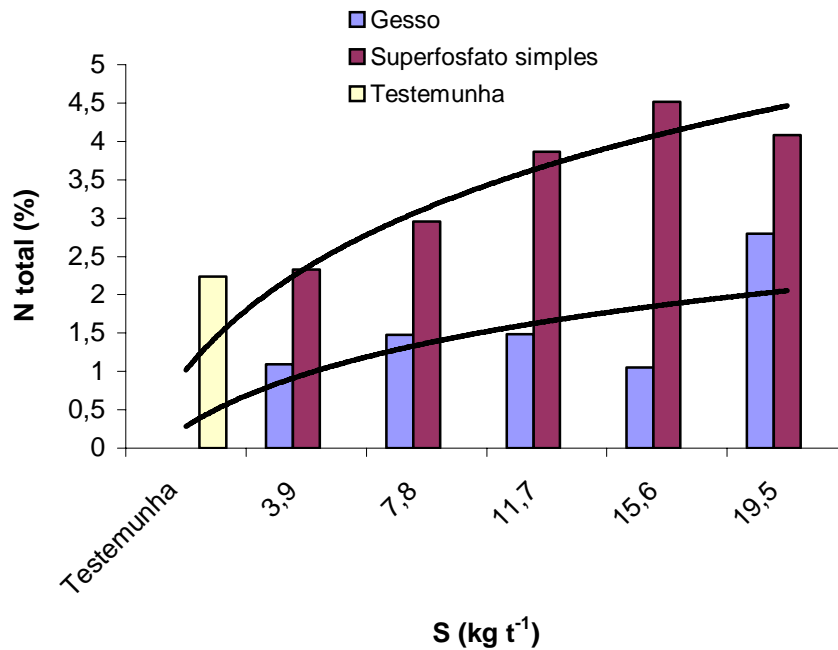 Gesso
Superfosfato simples
Testemunha
5
4,5
4
3,5
3
2,5
2
1,5
1
0,5
0
N total (%)
Testemunha
3,9
7,8
11,7
15,6
19,5
S (kg t⁻¹)